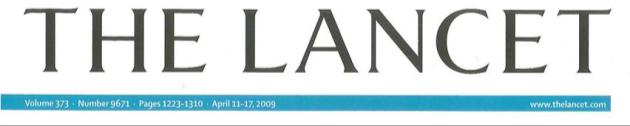 THE LANCET
Volume 373 · Number 9671 · Pages 1223–1310 · April 11–17, 2009 www.thelancet.com